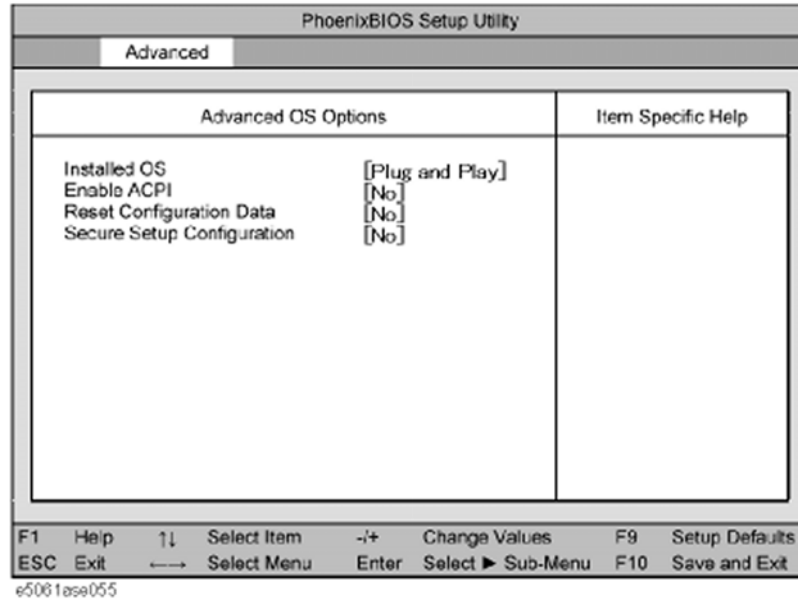 PhoenixBIOS Setup Utility
Advanced
Advanced OS Options
Item Specific Help
Installed OS [Plug and Play]
Enable ACPI [No]
Reset Configuration Data [No]
Secure Setup Configuration [No]
F1 Help ↑↓ Select Item -/+ Change Values F9 Setup Defaults
ESC Exit ←→ Select Menu Enter Select ► Sub-Menu F10 Save and Exit
e5061ase055